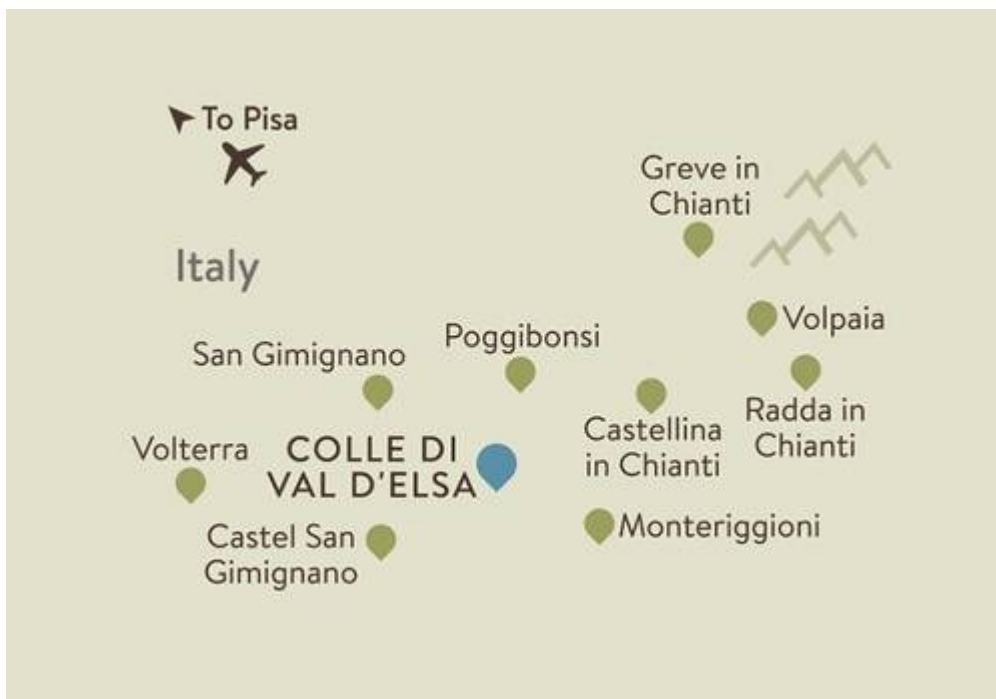 To Pisa
Greve in
Chianti
Italy
Volpaia
Poggibonsi
San Gimignano
Radda in
Chianti
Castellina
in Chianti
Volterra
COLLE DI
VAL D'ELSA
Monteriggioni
Castel San
Gimignano